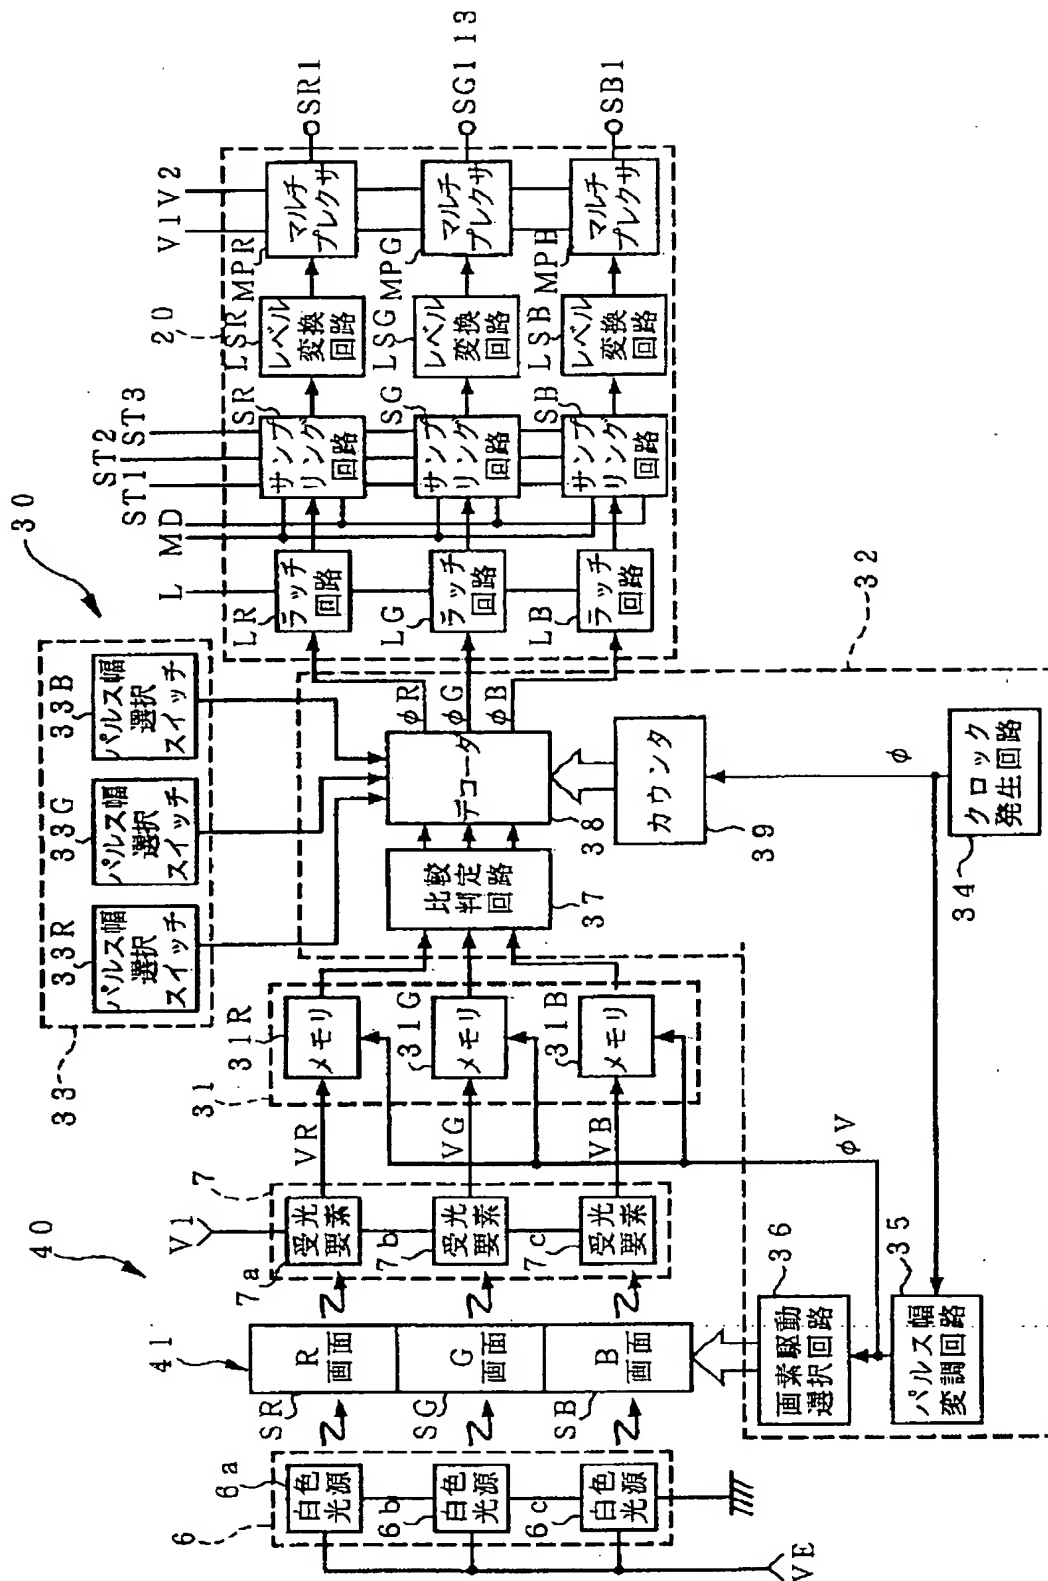 40
30
6
6a
白色
光源
6b
白色
光源
6c
白色
光源
VE
41
SR
R
画面
SG
G
画面
SB
B
画面
V1
7
7a
受光
要素
7b
受光
要素
7c
受光
要素
VR
VG
VB
31
31R
メモリ
31G
メモリ
31B
メモリ
33
33R
パルス幅
選択
スイッチ
33G
パルス幅
選択
スイッチ
33B
パルス幅
選択
スイッチ
比較
判定
回路
37
デコーダ
38
カウンタ
39
φR
φG
φB
φ
クロック
発生回路
34
32
φV
画素駆動
選択回路
36
パルス幅
変調回路
35
L
MD
ST1
ST2
ST3
20
V1V2
LR
ラッチ
回路
SR
サンプ
リング
回路
LSR
レベル
変換
回路
MPR
マルチ
プレクサ
SR1
LG
ラッチ
回路
SG
サンプ
リング
回路
LSG
レベル
変換
回路
MPG
マルチ
プレクサ
SG1
13
LB
ラッチ
回路
SB
サンプ
リング
回路
LSB
レベル
変換
回路
MPB
マルチ
プレクサ
SB1